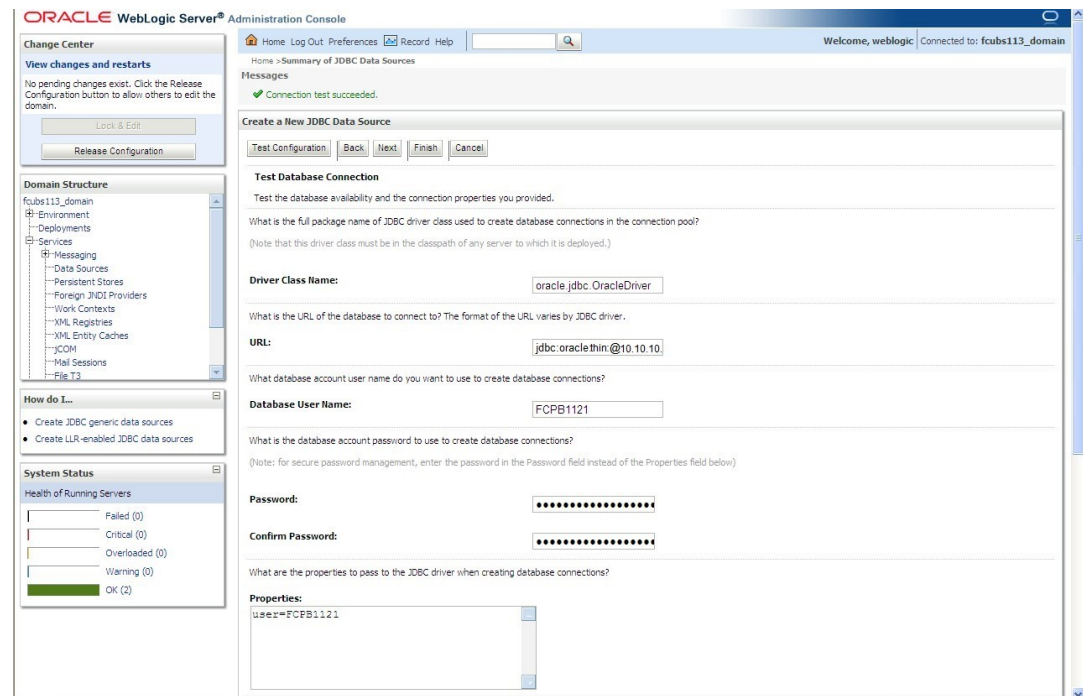 ORACLE WebLogic Server® Administration Console
Change Center
View changes and restarts
No pending changes exist. Click the Release
Configuration button to allow others to edit the
domain.
Lock & Edit
Release Configuration
Domain Structure
fcubs113_domain
Environment
Deployments
Services
Messaging
Data Sources
Persistent Stores
Foreign JNDI Providers
Work Contexts
XML Registries
XML Entity Caches
jCOM
Mail Sessions
File T3
How do I...
Create JDBC generic data sources
Create LLR-enabled JDBC data sources
System Status
Health of Running Servers
Failed (0)
Critical (0)
Overloaded (0)
Warning (0)
OK (2)
Home Log Out Preferences Record Help
Welcome, weblogic Connected to: fcubs113_domain
Home >Summary of JDBC Data Sources
Messages
Connection test succeeded.
Create a New JDBC Data Source
Test Configuration Back Next Finish Cancel
Test Database Connection
Test the database availability and the connection properties you provided.
What is the full package name of JDBC driver class used to create database connections in the connection pool?
(Note that this driver class must be in the classpath of any server to which it is deployed.)
Driver Class Name: oracle.jdbc.OracleDriver
What is the URL of the database to connect to? The format of the URL varies by JDBC driver.
URL: jdbc:oracle:thin:@10.10.10.
What database account user name do you want to use to create database connections?
Database User Name: FCPB1121
What is the database account password to use to create database connections?
(Note: for secure password management, enter the password in the Password field instead of the Properties field below)
Password:
Confirm Password:
What are the properties to pass to the JDBC driver when creating database connections?
Properties:
user=FCPB1121